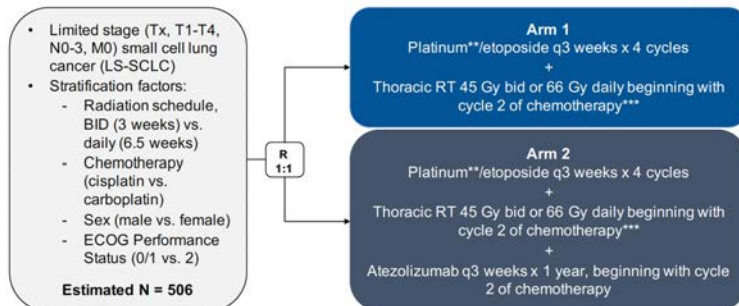 • Limited stage (Tx, T1-T4,
N0-3, M0) small cell lung
cancer (LS-SCLC)
• Stratification factors:
- Radiation schedule,
BID (3 weeks) vs.
daily (6.5 weeks)
- Chemotherapy
(cisplatin vs.
carboplatin)
- Sex (male vs. female)
- ECOG Performance
Status (0/1 vs. 2)
Estimated N = 506
R
1:1
Arm 1
Platinum**/etoposide q3 weeks x 4 cycles
+
Thoracic RT 45 Gy bid or 66 Gy daily beginning with
cycle 2 of chemotherapy***
Arm 2
Platinum**/etoposide q3 weeks x 4 cycles
+
Thoracic RT 45 Gy bid or 66 Gy daily beginning with
cycle 2 of chemotherapy***
+
Atezolizumab q3 weeks x 1 year, beginning with cycle
2 of chemotherapy